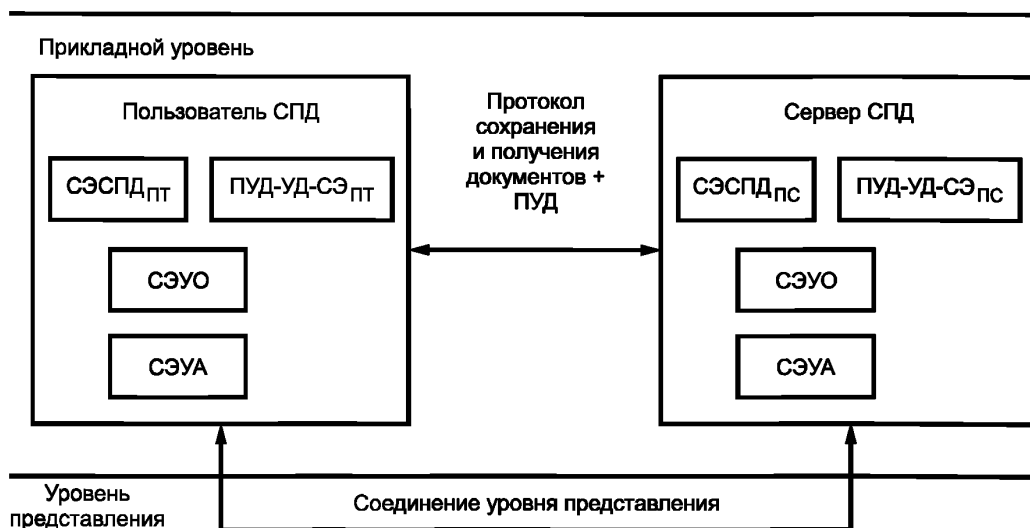 Прикладной уровень
Пользователь СПД
СЭСПДПТ
ПУД-УД-СЭПТ
СЭУО
СЭУА
Протокол
сохранения
и получения
документов +
ПУД
Сервер СПД
СЭСПДПС
ПУД-УД-СЭПС
СЭУО
СЭУА
Уровень
представления
Соединение уровня представления